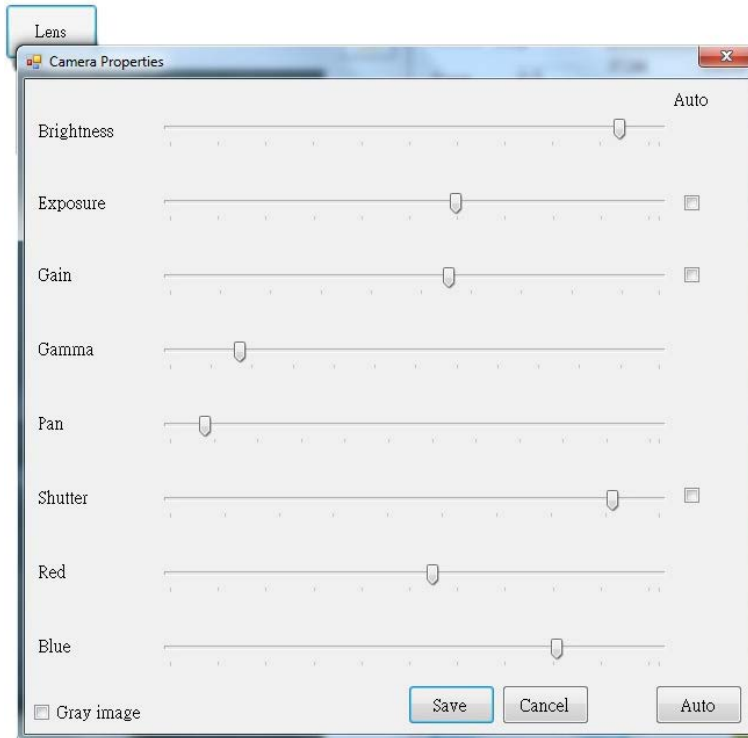 Lens
Camera Properties
Auto
Brightness
Exposure
Gain
Gamma
Pan
Shutter
Red
Blue
Gray image Save Cancel Auto